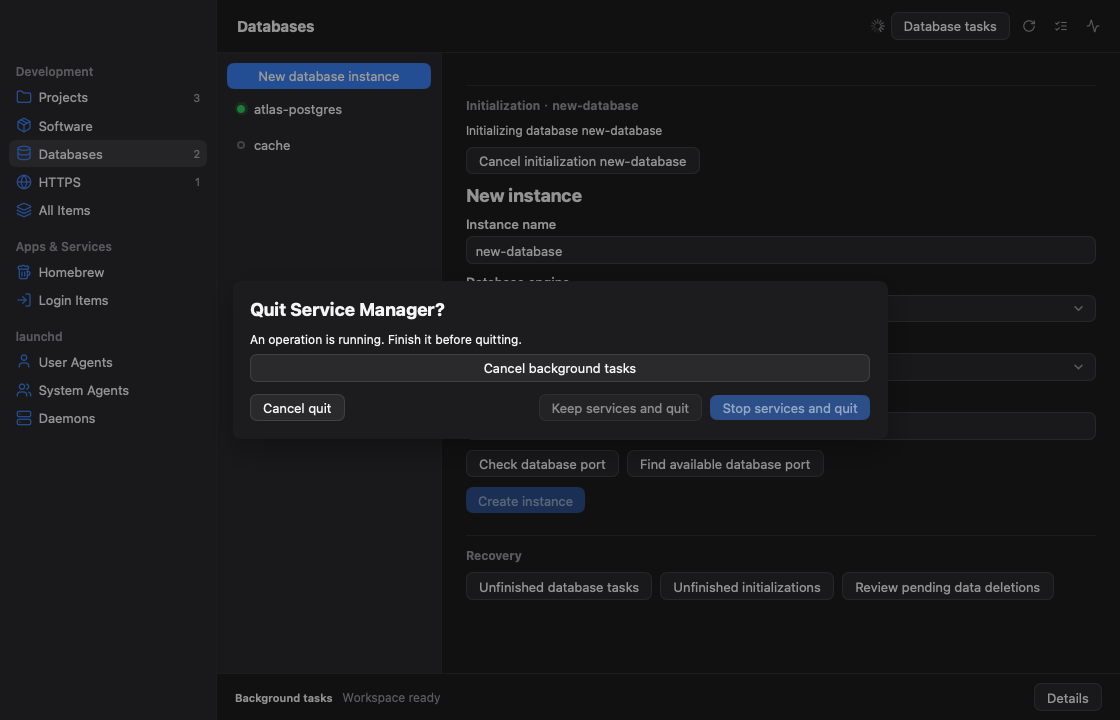 Databases
Database tasks
Development
Projects 3
Software
Databases 2
HTTPS 1
All Items
Apps & Services
Homebrew
Login Items
launchd
User Agents
System Agents
Daemons
New database instance
atlas-postgres
cache
Initialization · new-database
Initializing database new-database
Cancel initialization new-database
New instance
Instance name
new-database
Database engine
Quit Service Manager?
An operation is running. Finish it before quitting.
Cancel background tasks
Cancel quit
Keep services and quit
Stop services and quit
Check database port
Find available database port
Create instance
Recovery
Unfinished database tasks
Unfinished initializations
Review pending data deletions
Background tasks Workspace ready
Details